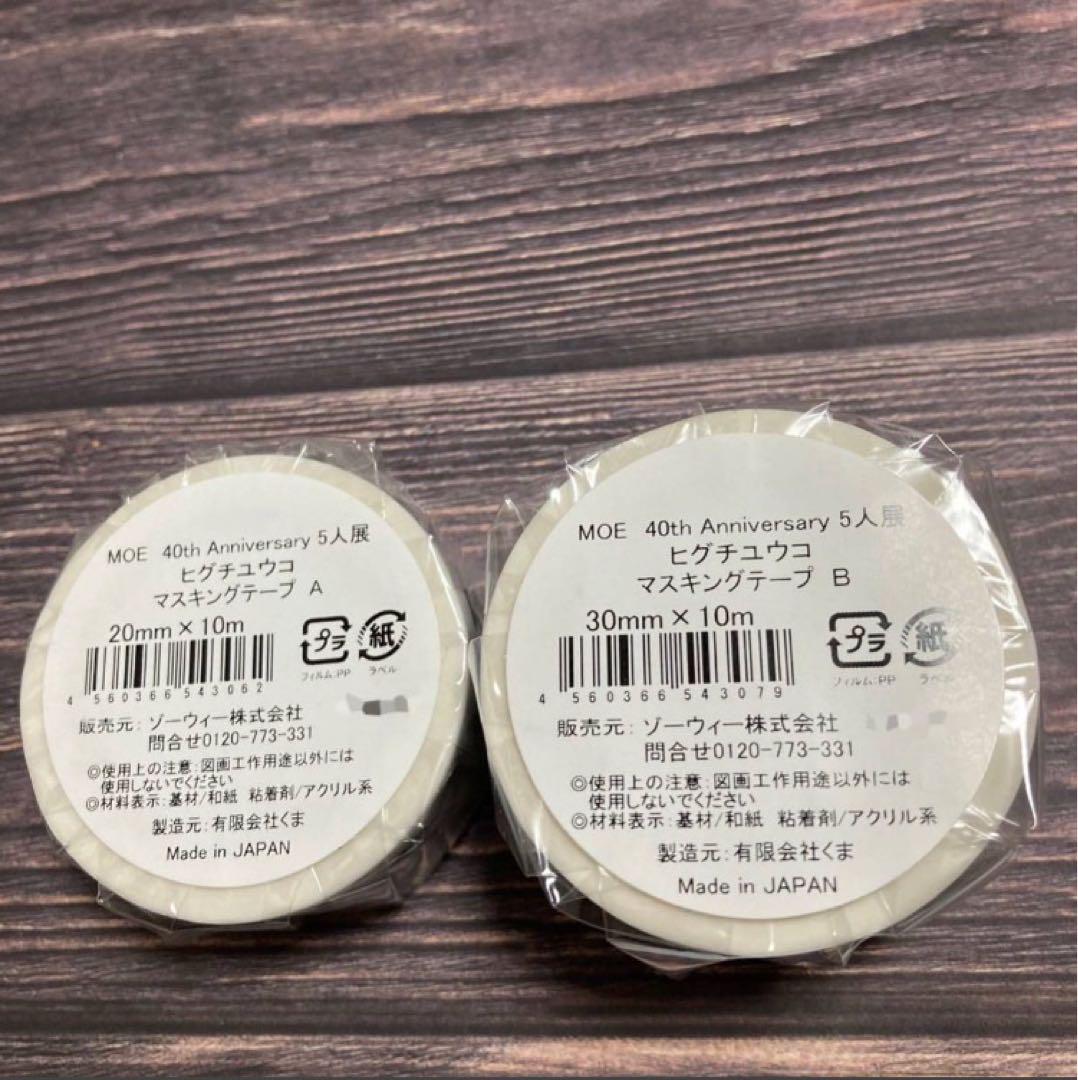 MOE 40th Anniversary 5人展
ヒグチユウコ
マスキングテープ A
20mm×10m
プラ
紙
フィルム:PP
ラベル
4 560366 543062
販売元: ゾーウィー株式会社
問合せ0120-773-331
◎使用上の注意:図画工作用途以外には
使用しないでください
◎材料表示:基材/和紙 粘着剤/アクリル系
製造元:有限会社くま
Made in JAPAN
MOE 40th Anniversary 5人展
ヒグチユウコ
マスキングテープ B
30mm×10m
プラ
紙
フィルム:PP
ラベル
4 560366 543079
販売元: ゾーウィー株式会社
問合せ0120-773-331
◎使用上の注意:図画工作用途以外には
使用しないでください
◎材料表示:基材/和紙 粘着剤/アクリル系
製造元:有限会社くま
Made in JAPAN